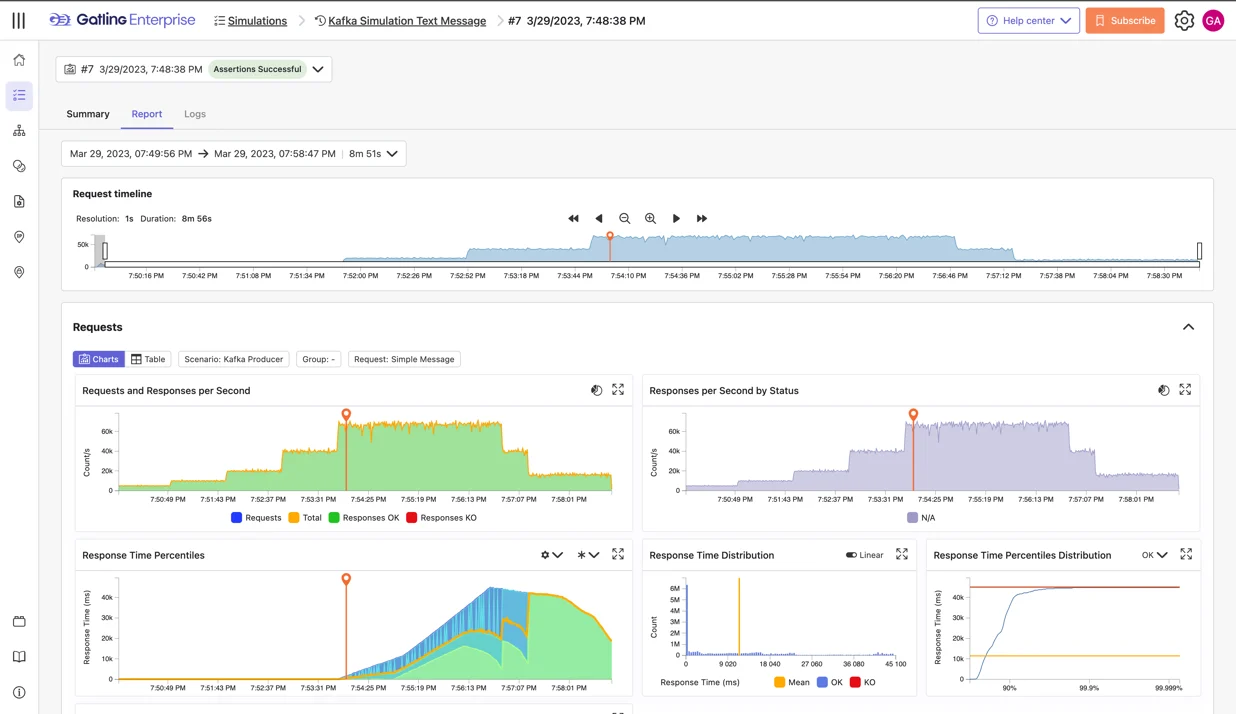 Gatling Enterprise Simulations Kafka Simulation Text Message #7 3/29/2023, 7:48:38 PM Help center Subscribe GA
#7 3/29/2023, 7:48:38 PM Assertions Successful
Summary Report Logs
Mar 29, 2023, 07:49:56 PM → Mar 29, 2023, 07:58:47 PM 8m 51s
Request timeline
Resolution: 1s Duration: 8m 56s
50k
0
7:50:16 PM 7:50:42 PM 7:51:08 PM 7:51:34 PM 7:52:00 PM 7:52:26 PM 7:52:52 PM 7:53:18 PM 7:53:44 PM 7:54:10 PM 7:54:36 PM 7:55:02 PM 7:55:28 PM 7:55:54 PM 7:56:20 PM 7:56:46 PM 7:57:12 PM 7:57:38 PM 7:58:04 PM 7:58:30 PM
Requests
Charts Table Scenario: Kafka Producer Group: - Request: Simple Message
Requests and Responses per Second
Count/s
60k
40k
20k
0
7:50:49 PM 7:51:43 PM 7:52:37 PM 7:53:31 PM 7:54:25 PM 7:55:19 PM 7:56:13 PM 7:57:07 PM 7:58:01 PM
Requests Total Responses OK Responses KO
Responses per Second by Status
Count/s
60k
40k
20k
0
7:50:49 PM 7:51:43 PM 7:52:37 PM 7:53:31 PM 7:54:25 PM 7:55:19 PM 7:56:13 PM 7:57:07 PM 7:58:01 PM
N/A
Response Time Percentiles
Response Time (ms)
40k
30k
20k
10k
0
7:50:49 PM 7:51:43 PM 7:52:37 PM 7:53:31 PM 7:54:25 PM 7:55:19 PM 7:56:13 PM 7:57:07 PM 7:58:01 PM
Response Time Distribution Linear
Count
6M
5M
4M
3M
2M
1M
0
0 9 020 18 040 27 060 36 080 45 100
Response Time (ms) Mean OK KO
Response Time Percentiles Distribution OK
Response Time (ms)
40k
30k
20k
10k
0
90% 99.9% 99.999%